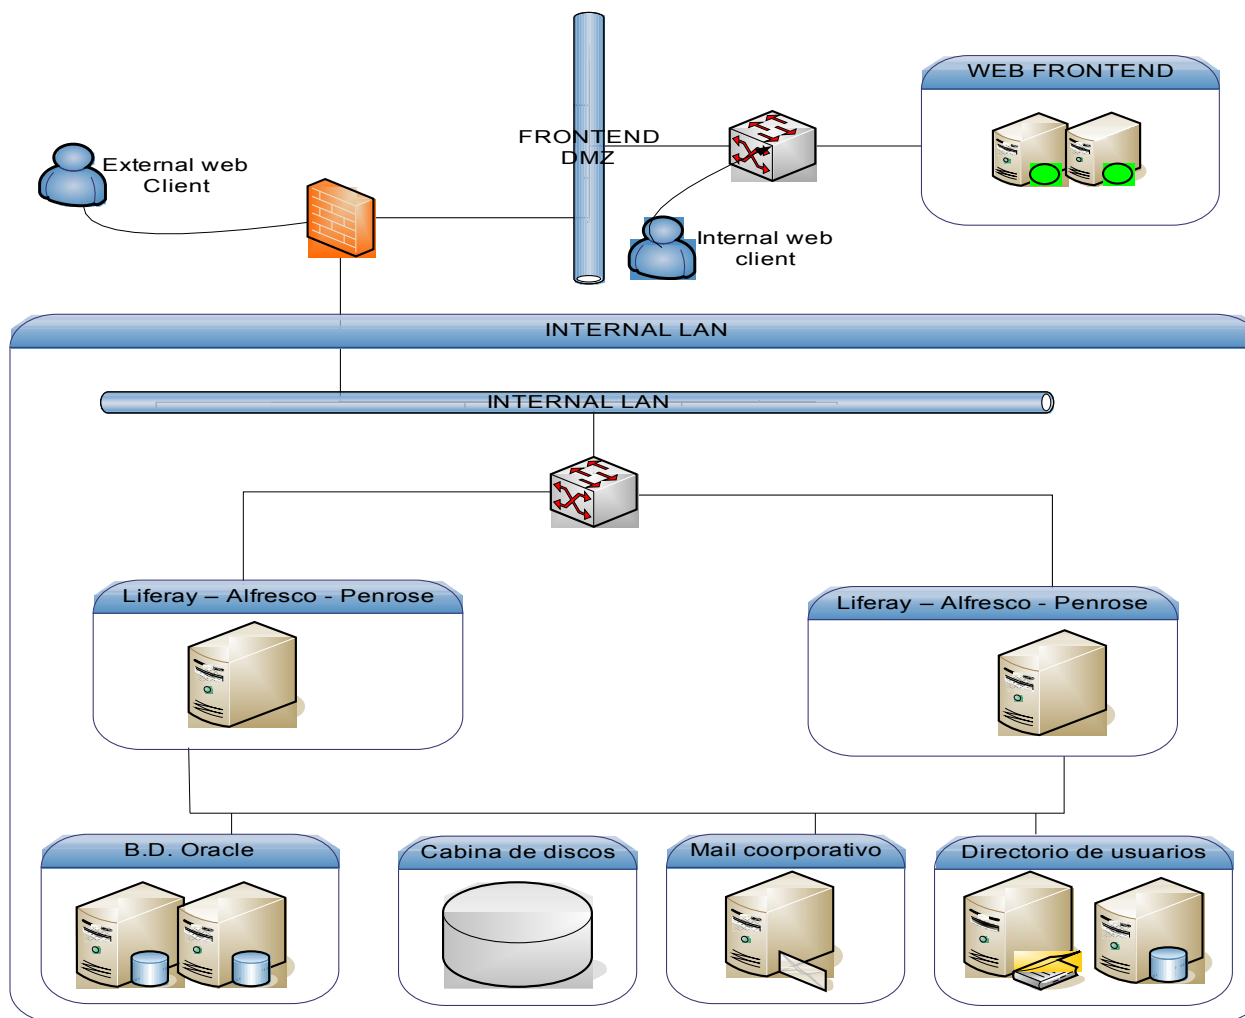 WEB FRONTEND
FRONTEND
DMZ
External web
Client
Internal web
client
INTERNAL LAN
INTERNAL LAN
Liferay – Alfresco - Penrose
Liferay – Alfresco - Penrose
B.D. Oracle
Cabina de discos
Mail coorporativo
Directorio de usuarios